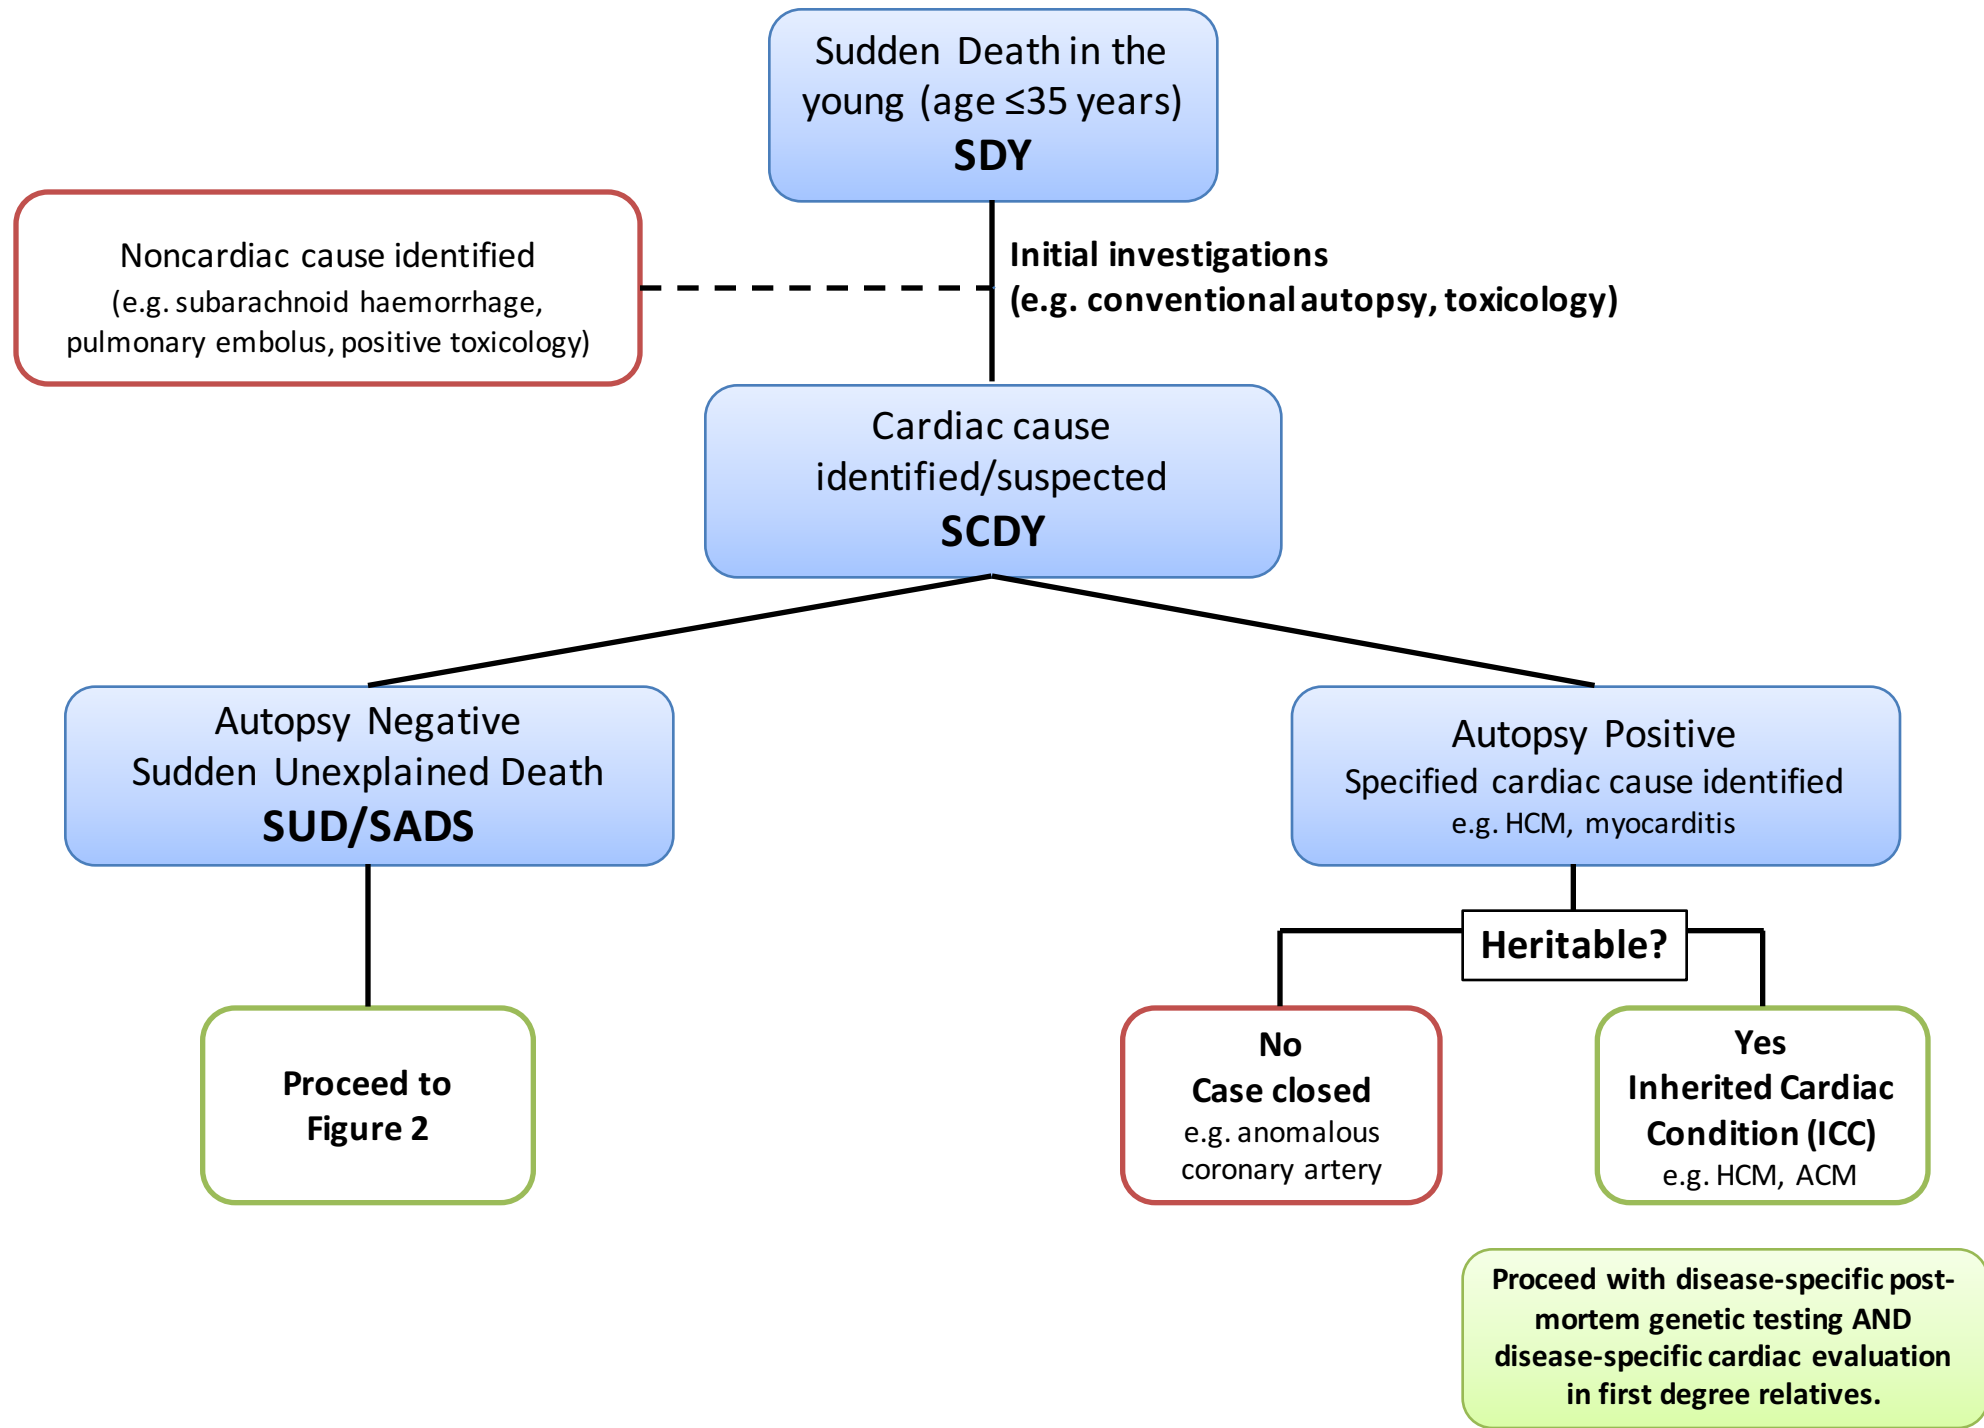 Sudden Death in the
young (age ≤35 years)
SDY
Noncardiac cause identified
(e.g. subarachnoid haemorrhage,
pulmonary embolus, positive toxicology)
Initial investigations
(e.g. conventional autopsy, toxicology)
Cardiac cause
identified/suspected
SCDY
Autopsy Negative
Sudden Unexplained Death
SUD/SADS
Autopsy Positive
Specified cardiac cause identified
e.g. HCM, myocarditis
Heritable?
Proceed to
Figure 2
No
Case closed
e.g. anomalous
coronary artery
Yes
Inherited Cardiac
Condition (ICC)
e.g. HCM, ACM
Proceed with disease-specific post-
mortem genetic testing AND
disease-specific cardiac evaluation
in first degree relatives.